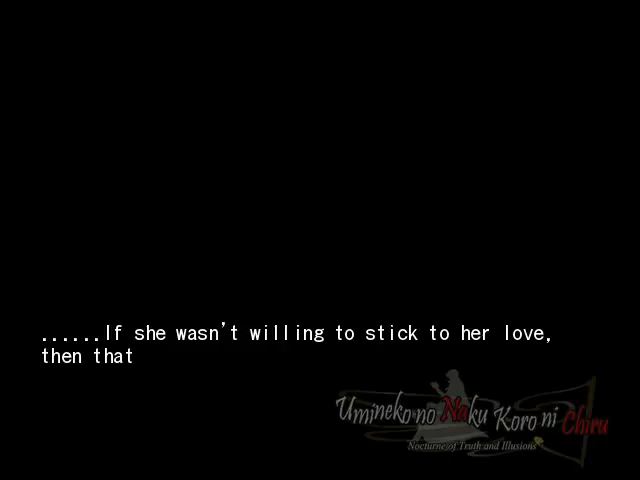 ......If she wasn't willing to stick to her love,
then that
Umineko no Naku Koro ni Chiru
Nocturne of Truth and Illusions